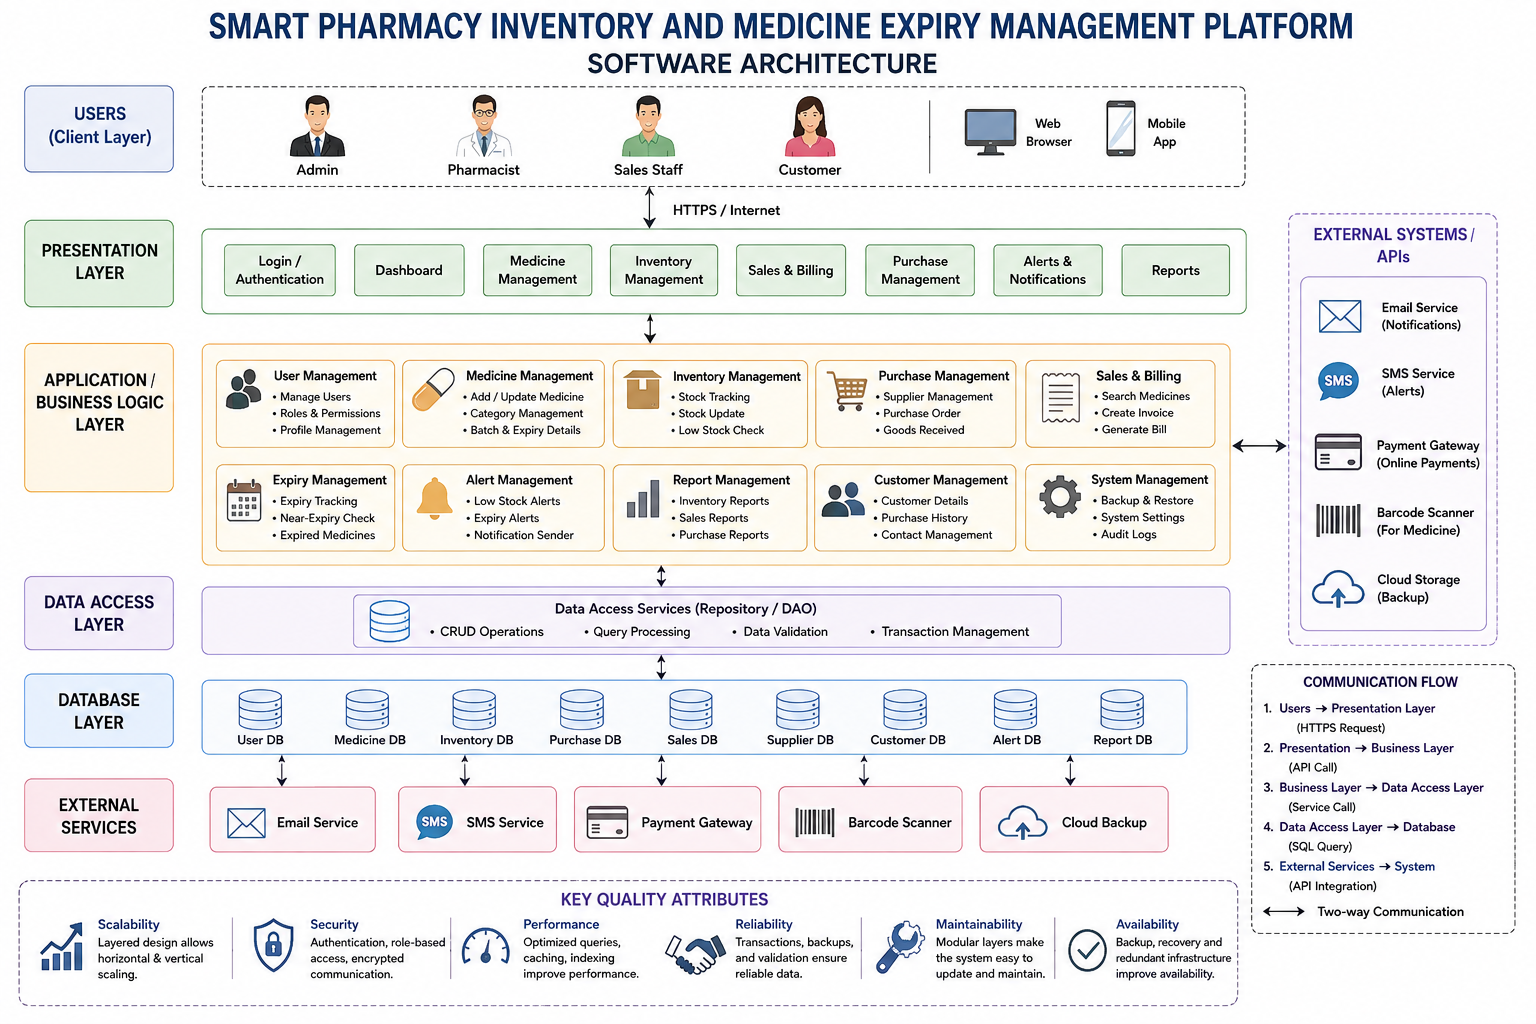 SMART PHARMACY INVENTORY AND MEDICINE EXPIRY MANAGEMENT PLATFORM
SOFTWARE ARCHITECTURE
USERS
(Client Layer)
Admin
Pharmacist
Sales Staff
Customer
Web
Browser
Mobile
App
HTTPS / Internet
PRESENTATION
LAYER
Login /
Authentication
Dashboard
Medicine
Management
Inventory
Management
Sales & Billing
Purchase
Management
Alerts &
Notifications
Reports
APPLICATION /
BUSINESS LOGIC
LAYER
User Management
• Manage Users
• Roles & Permissions
• Profile Management
Medicine Management
• Add / Update Medicine
• Category Management
• Batch & Expiry Details
Inventory Management
• Stock Tracking
• Stock Update
• Low Stock Check
Purchase Management
• Supplier Management
• Purchase Order
• Goods Received
Sales & Billing
• Search Medicines
• Create Invoice
• Generate Bill
Expiry Management
• Expiry Tracking
• Near-Expiry Check
• Expired Medicines
Alert Management
• Low Stock Alerts
• Expiry Alerts
• Notification Sender
Report Management
• Inventory Reports
• Sales Reports
• Purchase Reports
Customer Management
• Customer Details
• Purchase History
• Contact Management
System Management
• Backup & Restore
• System Settings
• Audit Logs
EXTERNAL SYSTEMS /
APIs
Email Service
(Notifications)
SMS
SMS Service
(Alerts)
Payment Gateway
(Online Payments)
Barcode Scanner
(For Medicine)
Cloud Storage
(Backup)
DATA ACCESS
LAYER
Data Access Services (Repository / DAO)
• CRUD Operations
• Query Processing
• Data Validation
• Transaction Management
DATABASE
LAYER
User DB
Medicine DB
Inventory DB
Purchase DB
Sales DB
Supplier DB
Customer DB
Alert DB
Report DB
EXTERNAL
SERVICES
Email Service
SMS
SMS Service
Payment Gateway
Barcode Scanner
Cloud Backup
COMMUNICATION FLOW
1. Users → Presentation Layer
(HTTPS Request)
2. Presentation → Business Layer
(API Call)
3. Business Layer → Data Access Layer
(Service Call)
4. Data Access Layer → Database
(SQL Query)
5. External Services → System
(API Integration)
Two-way Communication
KEY QUALITY ATTRIBUTES
Scalability
Layered design allows
horizontal & vertical
scaling.
Security
Authentication, role-based
access, encrypted
communication.
Performance
Optimized queries,
caching, indexing
improve performance.
Reliability
Transactions, backups,
and validation ensure
reliable data.
Maintainability
Modular layers make
the system easy to
update and maintain.
Availability
Backup, recovery and
redundant infrastructure
improve availability.